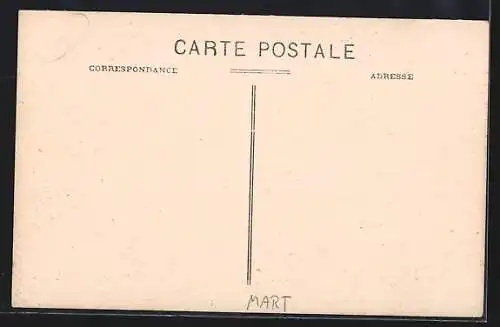 CARTE POSTALE
CORRESPONDANCE
ADRESSE
MART